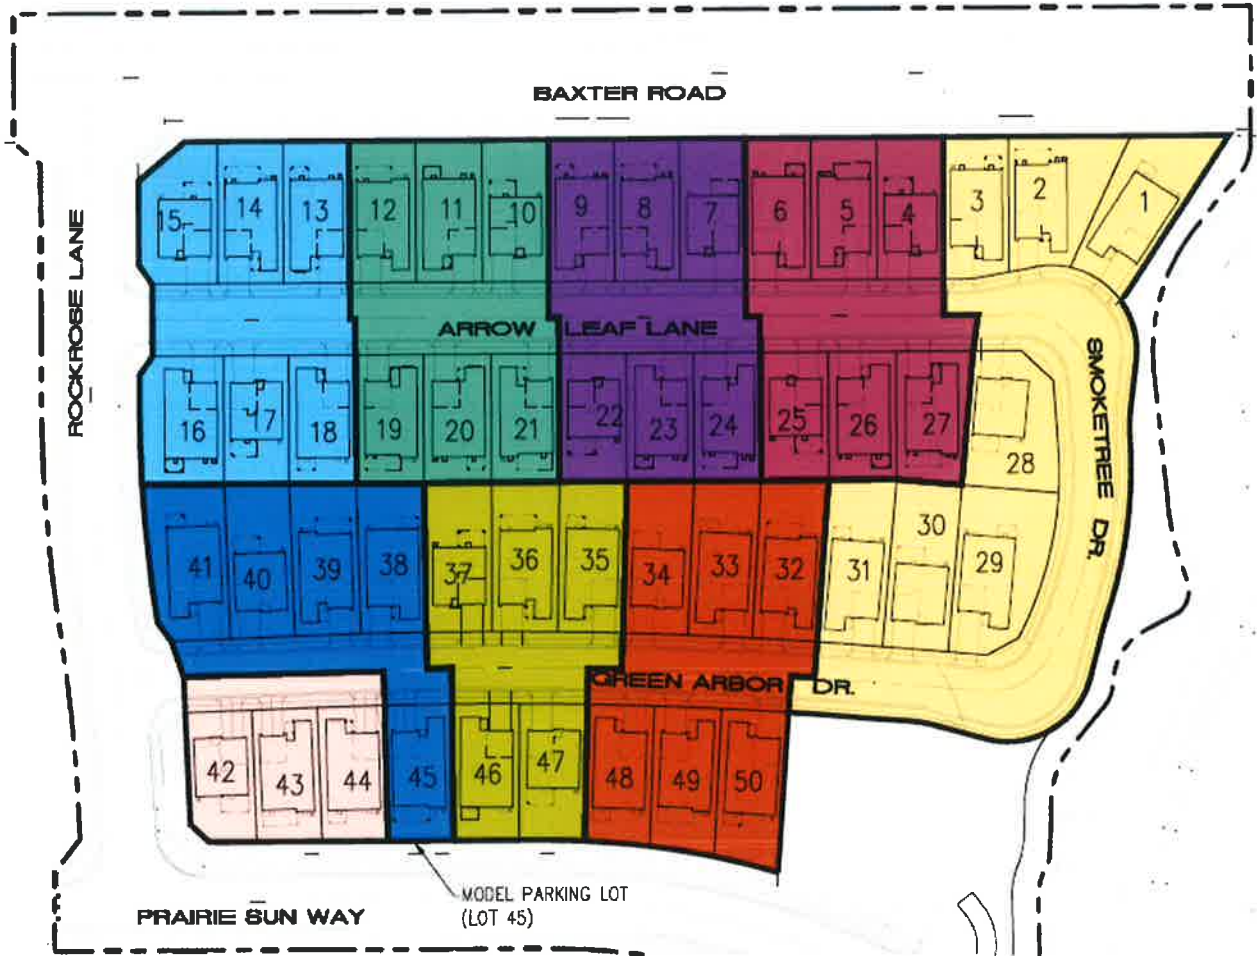 BAXTER ROAD
15 14 13 12 11 10 9 8 7 6 5 4 3 2 1
ROCKROSE LANE
ARROW LEAF LANE
SMOKETREE DR.
16 17 18 19 20 21 22 23 24 25 26 27 28
41 40 39 38 37 36 35 34 33 32 31 30 29
GREEN ARBOR DR.
42 43 44 45 46 47 48 49 50
MODEL PARKING LOT
(LOT 45)
PRAIRIE SUN WAY